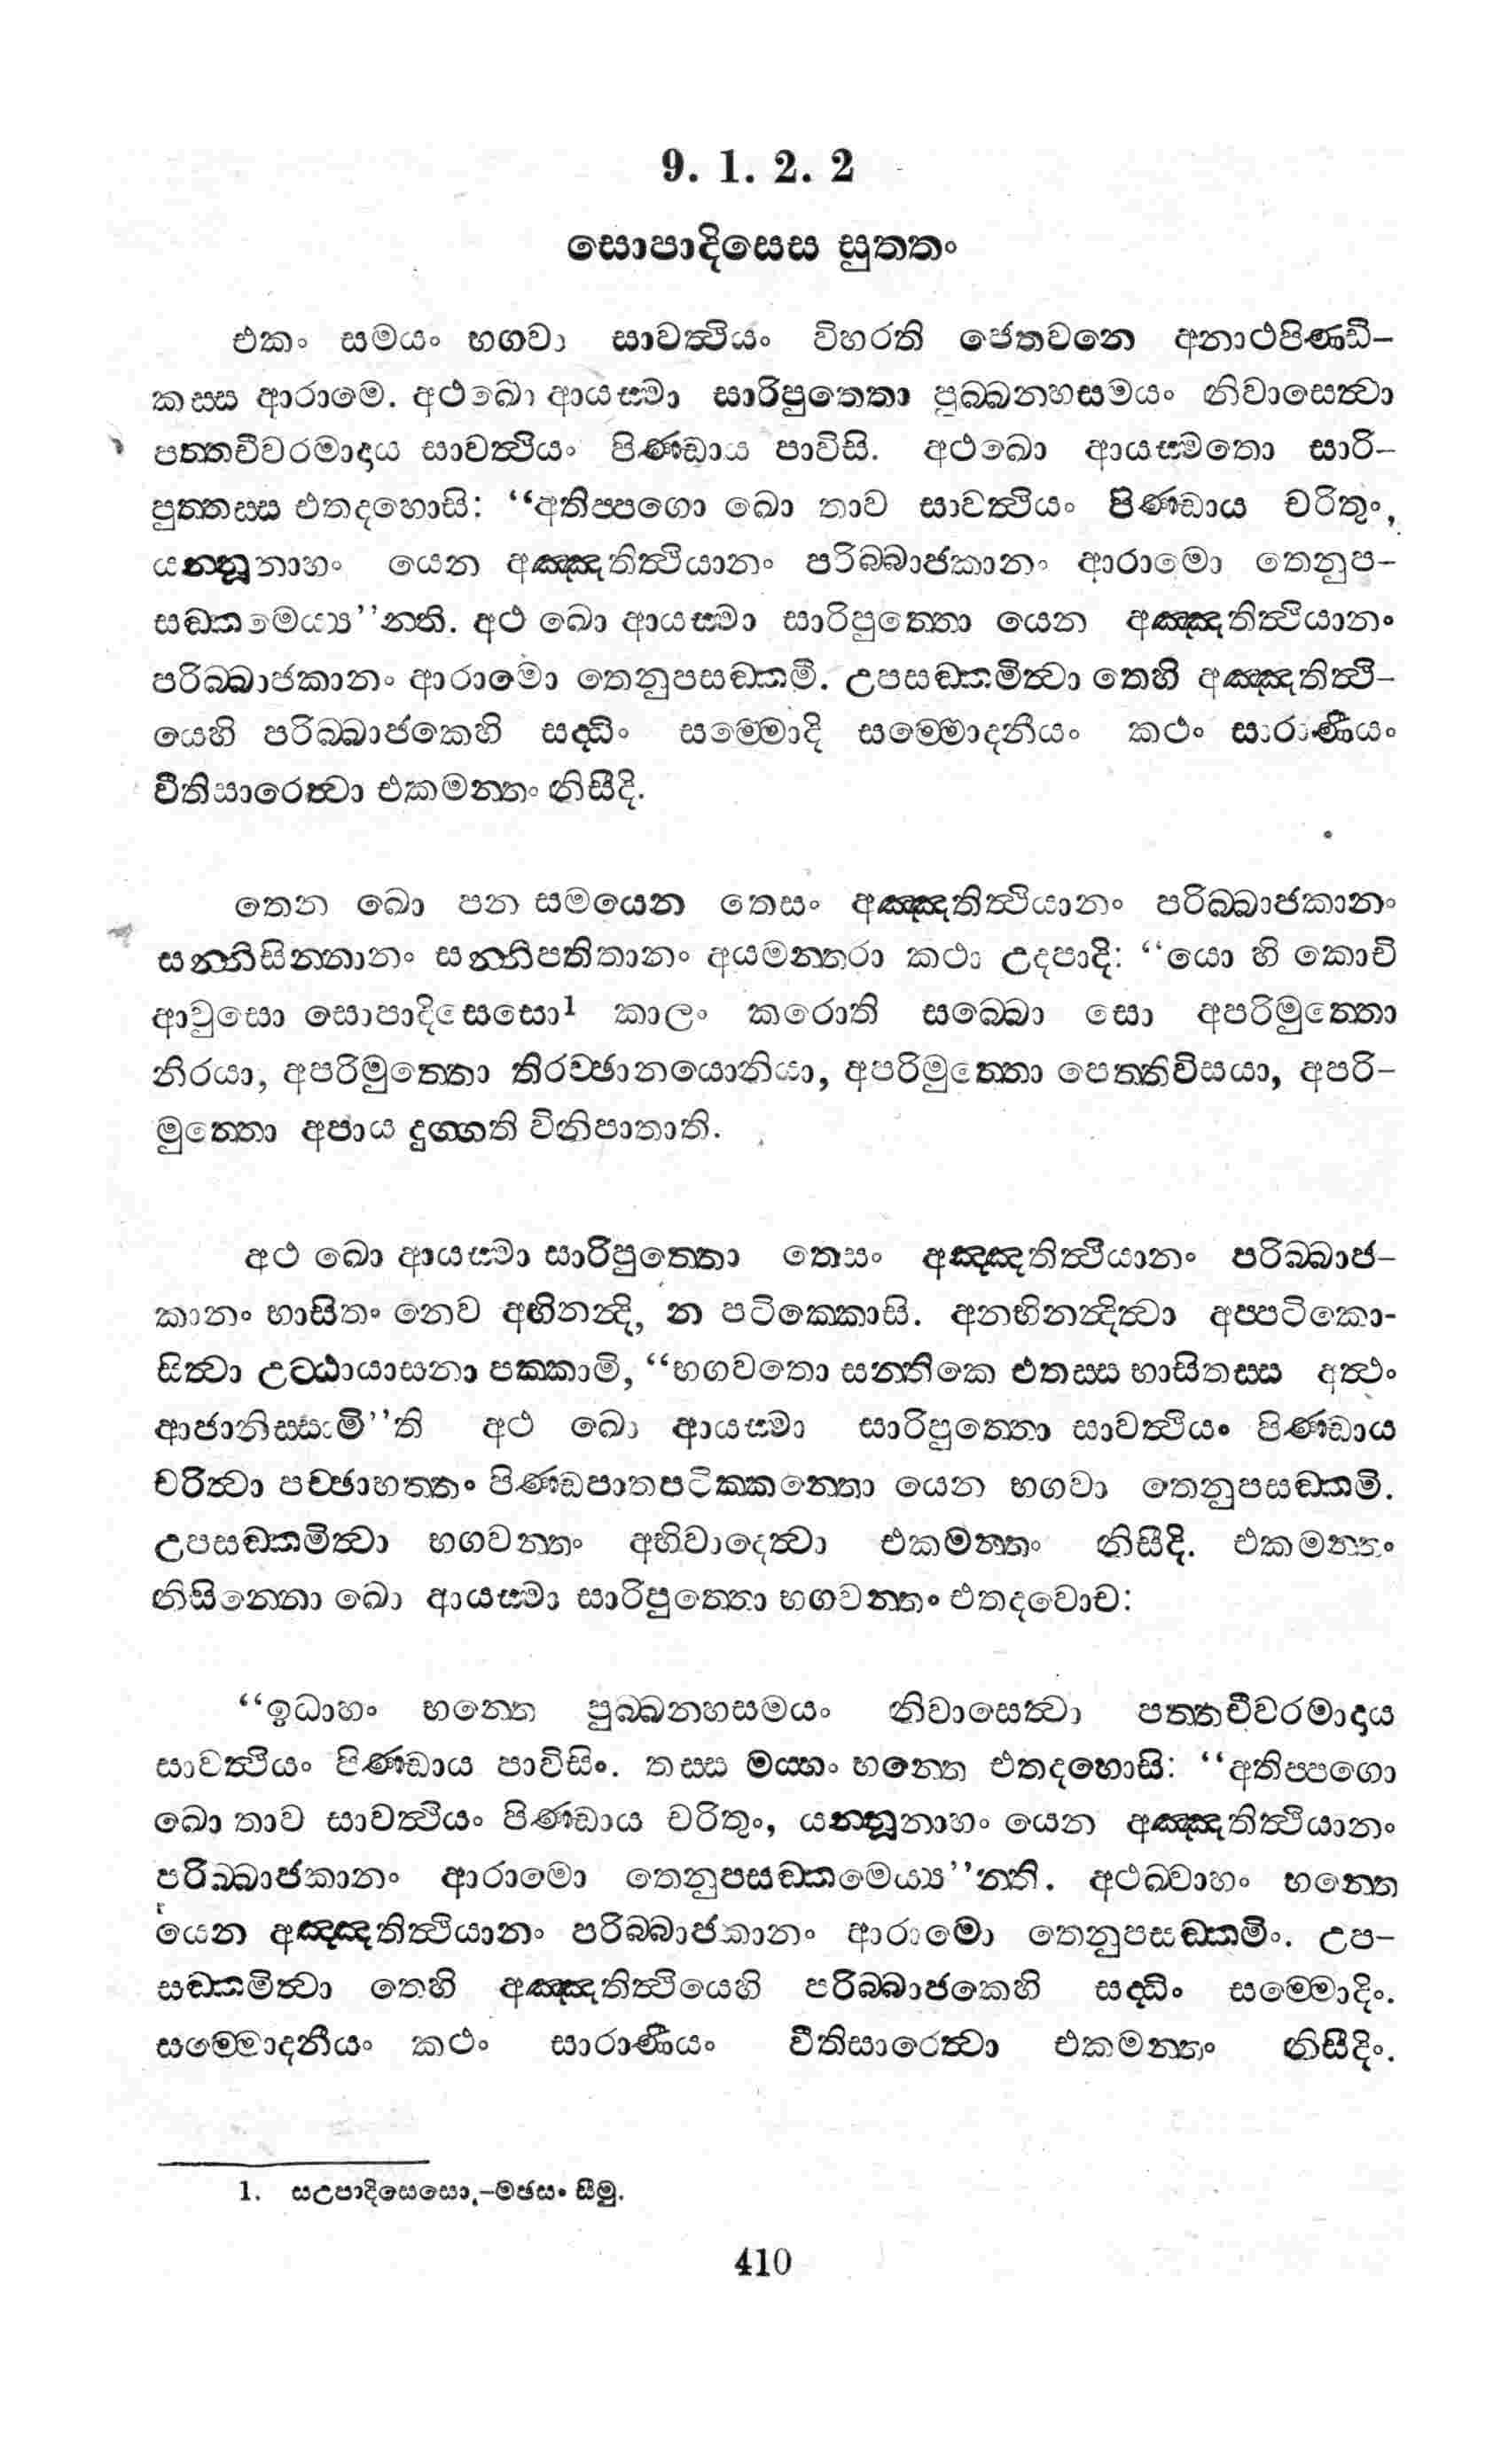 9. 1. 2. 2
සොපාදිසෙස සුත්තං
එකං සමයං භගවා සාවත්ථියං විහරති ජෙතවනෙ අනාථපිණ්ඩි-
කස්ස ආරාමෙ. අථඛො ආයස්මා සාරිපුත්තො පුබ්බන්හසමයං නිවාසෙත්වා
පත්තචීවරමාදාය සාවත්ථියං පිණ්ඩාය පාවිසි. අථඛො ආයස්මතො සාරි-
පුත්තස්ස එතදහොසි: “අතිප්පගො ඛො තාව සාවත්ථියං පිණ්ඩාය චරිතුං,
යන්නූනාහං යෙන අඤ්ඤතිත්ථියානං පරිබ්බාජකානං ආරාමො තෙනුප-
සඞ්කමෙය්‍ය”න්ති. අථ ඛො ආයස්මා සාරිපුත්තො යෙන අඤ්ඤතිත්ථියානං
පරිබ්බාජකානං ආරාමො තෙනුපසඞ්කමි. උපසඞ්කමිත්වා තෙහි අඤ්ඤතිත්ථි-
යෙහි පරිබ්බාජකෙහි සද්ධිං සම්මොදි සම්මොදනීයං කථං සාරාණීයං
වීතිසාරෙත්වා එකමන්තං නිසීදි.
තෙන ඛො පන සමයෙන තෙසං අඤ්ඤතිත්ථියානං පරිබ්බාජකානං
සන්නිසින්නානං සන්නිපතිතානං අයමන්තරා කථා උදපාදි: “යො හි කොචි
ආවුසො සොපාදිසෙසො1 කාලං කරොති සබ්බො සො අපරිමුත්තො
නිරයා, අපරිමුත්තො තිරච්ඡානයොනියා, අපරිමුත්තො පෙත්තිවිසයා, අපරි-
මුත්තො අපාය දුග්ගති විනිපාතාති.
අථ ඛො ආයස්මා සාරිපුත්තො තෙසං අඤ්ඤතිත්ථියානං පරිබ්බාජ-
කානං භාසිතං නෙව අභිනන්දි, න පටික්කොසි. අනභිනන්දිත්වා අප්පටිකො-
සිත්වා උට්ඨායාසනා පක්කාමි, “භගවතො සන්තිකෙ එතස්ස භාසිතස්ස අත්ථං
ආජානිස්සාමි”ති අථ ඛො ආයස්මා සාරිපුත්තො සාවත්ථියං පිණ්ඩාය
චරිත්වා පච්ඡාභත්තං පිණ්ඩපාතපටික්කන්තො යෙන භගවා තෙනුපසඞ්කමි.
උපසඞ්කමිත්වා භගවන්තං අභිවාදෙත්වා එකමන්තං නිසීදි. එකමන්තං
නිසින්නො ඛො ආයස්මා සාරිපුත්තො භගවන්තං එතදවොච:
“ඉධාහං භන්තෙ පුබ්බන්හසමයං නිවාසෙත්වා පත්තචීවරමාදාය
සාවත්ථියං පිණ්ඩාය පාවිසිං. තස්ස මය්හං භන්තෙ එතදහොසි: “අතිප්පගො
ඛො තාව සාවත්ථියං පිණ්ඩාය චරිතුං, යන්නූනාහං යෙන අඤ්ඤතිත්ථියානං
පරිබ්බාජකානං ආරාමො තෙනුපසඞ්කමෙය්‍ය”න්ති. අථඛ්වාහං භන්තෙ
යෙන අඤ්ඤතිත්ථියානං පරිබ්බාජකානං ආරාමො තෙනුපසඞ්කමිං. උප-
සඞ්කමිත්වා තෙහි අඤ්ඤතිත්ථියෙහි පරිබ්බාජකෙහි සද්ධිං සම්මොදිං.
සම්මොදනීයං කථං සාරාණීයං වීතිසාරෙත්වා එකමන්තං නිසීදිං.
1. සඋපාදිසෙසො,-මඡසං සීමු.
410